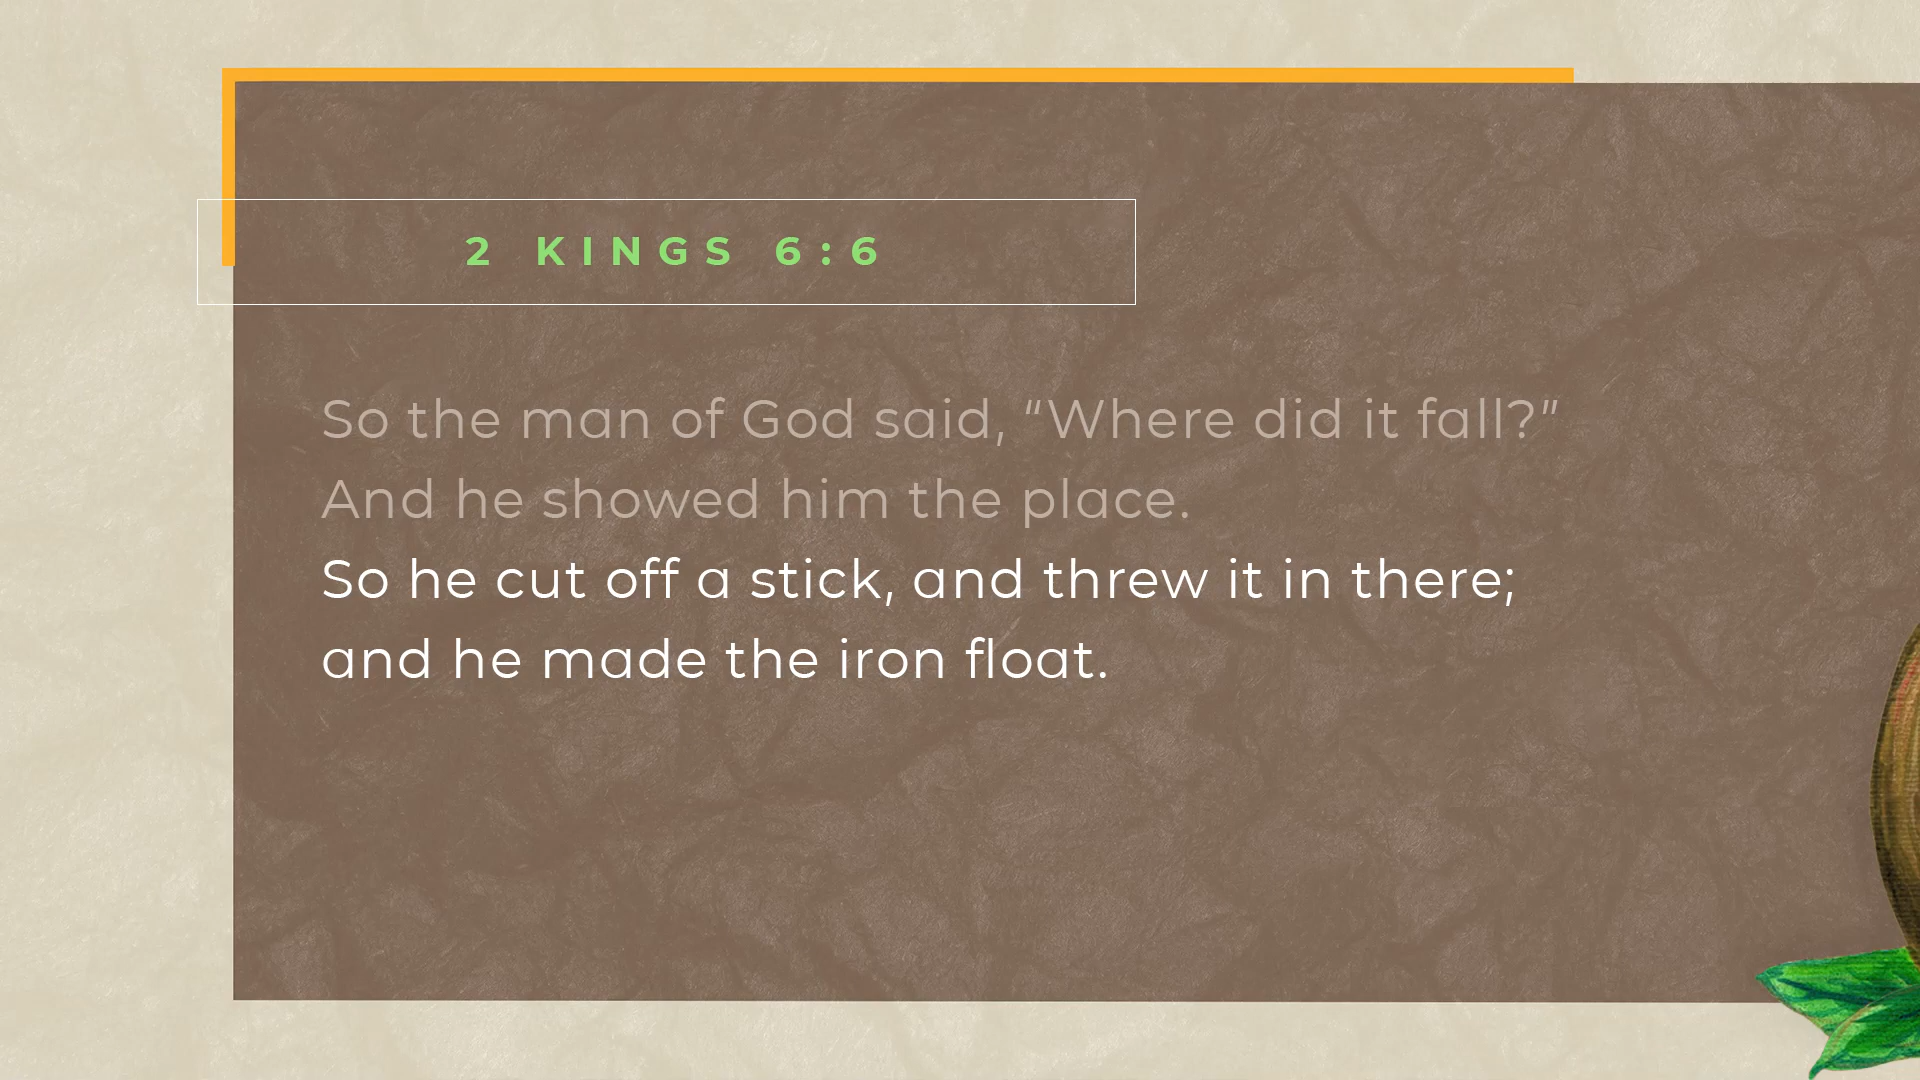 2 KINGS 6:6
So the man of God said, “Where did it fall?”
And he showed him the place.
So he cut off a stick, and threw it in there;
and he made the iron float.